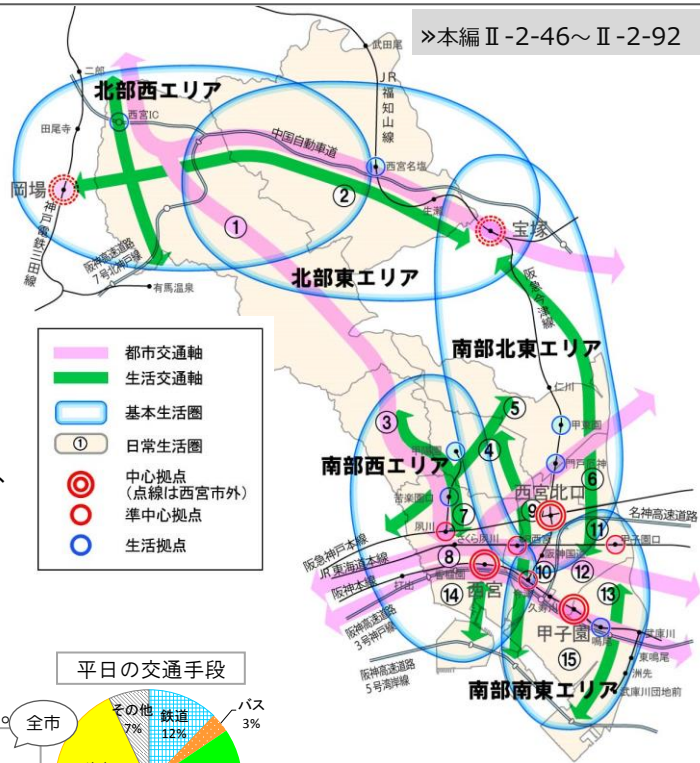 »本編Ⅱ-2-46～Ⅱ-2-92
武田尾
二郎
北部西エリア
JR福知山線
西宮IC
中国自動車道
田尾寺
西宮名塩
岡場
②
生瀬
宝塚
①
神戸電鉄三田線
阪神高速道路
7号北神戸線
有馬温泉
北部東エリア
阪急今津線
都市交通軸
生活交通軸
基本生活圏
① 日常生活圏
中心拠点
(点線は西宮市外)
準中心拠点
生活拠点
南部北東エリア
仁川
⑤
③
④
甲東園
南部西エリア
門戸厄神
⑥
苦楽園口
西宮北口
⑦
⑨
名神高速道路
夙川
さくら夙川
⑪
甲子園口
阪急神戸本線
JR東海道本線
阪神本線
⑧
阪神国道
⑩
⑫
打出
香櫨園
西宮
⑬
⑭
久寿川
阪神高速道路
3号神戸線
甲子園
鳴尾
武庫川
⑮
東鳴尾
洲先
阪神高速道路
5号湾岸線
南部南東エリア
武庫川団地前
平日の交通手段
全市
その他
7%
鉄道
12%
バス
3%